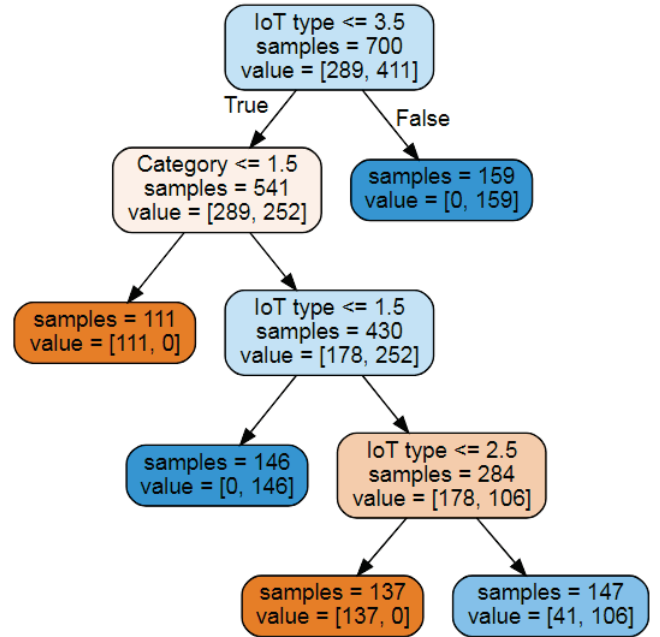 IoT type <= 3.5
samples = 700
value = [289, 411]
True
False
Category <= 1.5
samples = 541
value = [289, 252]
samples = 159
value = [0, 159]
samples = 111
value = [111, 0]
IoT type <= 1.5
samples = 430
value = [178, 252]
samples = 146
value = [0, 146]
IoT type <= 2.5
samples = 284
value = [178, 106]
samples = 137
value = [137, 0]
samples = 147
value = [41, 106]